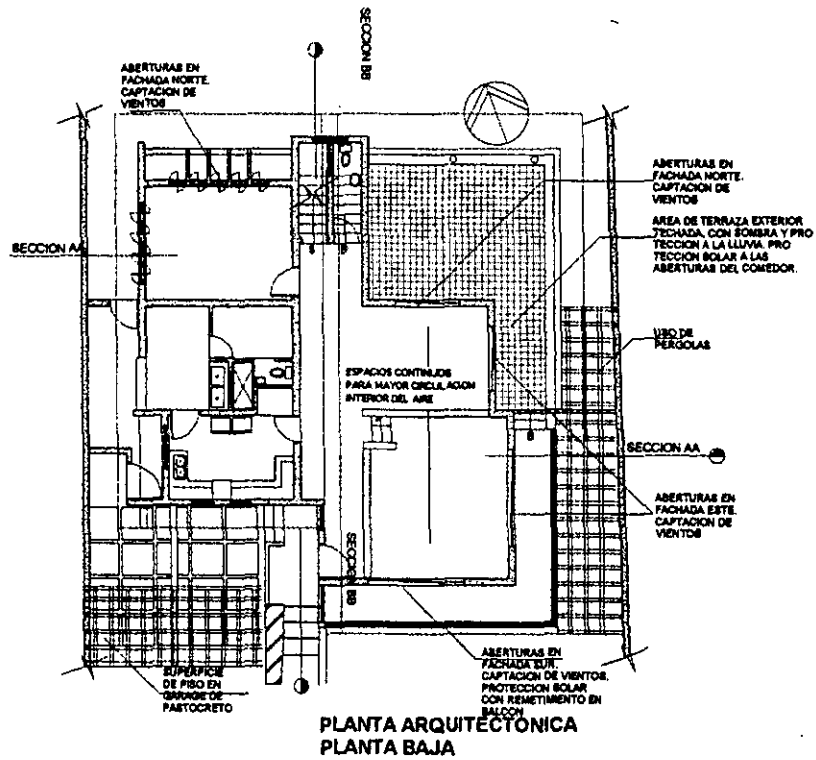 SECCION BB
ABERTURAS EN
FACHADA NORTE.
CAPTACION DE
VIENTOS
ABERTURAS EN
FACHADA NORTE.
CAPTACION DE
VIENTOS
AREA DE TERRAZA EXTERIOR
TECHADA, CON SOMBRA Y PRO
TECCION A LA LLUVIA. PRO
TECCION SOLAR A LAS
ABERTURAS DEL COMEDOR.
SECCION AA
USO DE
PERGOLAS
ESPACIOS CONTINUOS
PARA MAYOR CIRCULACION
INTERIOR DEL AIRE
SECCION AA
ABERTURAS EN
FACHADA ESTE.
CAPTACION DE
VIENTOS
SECCION BB
SUPERFICIE
DE PISO EN
GARAGE DE
PASTOCRETO
ABERTURAS EN
FACHADA SUR.
CAPTACION DE VIENTOS.
PROTECCION SOLAR
CON REMETIMIENTO EN
BALCON
PLANTA ARQUITECTONICA
PLANTA BAJA